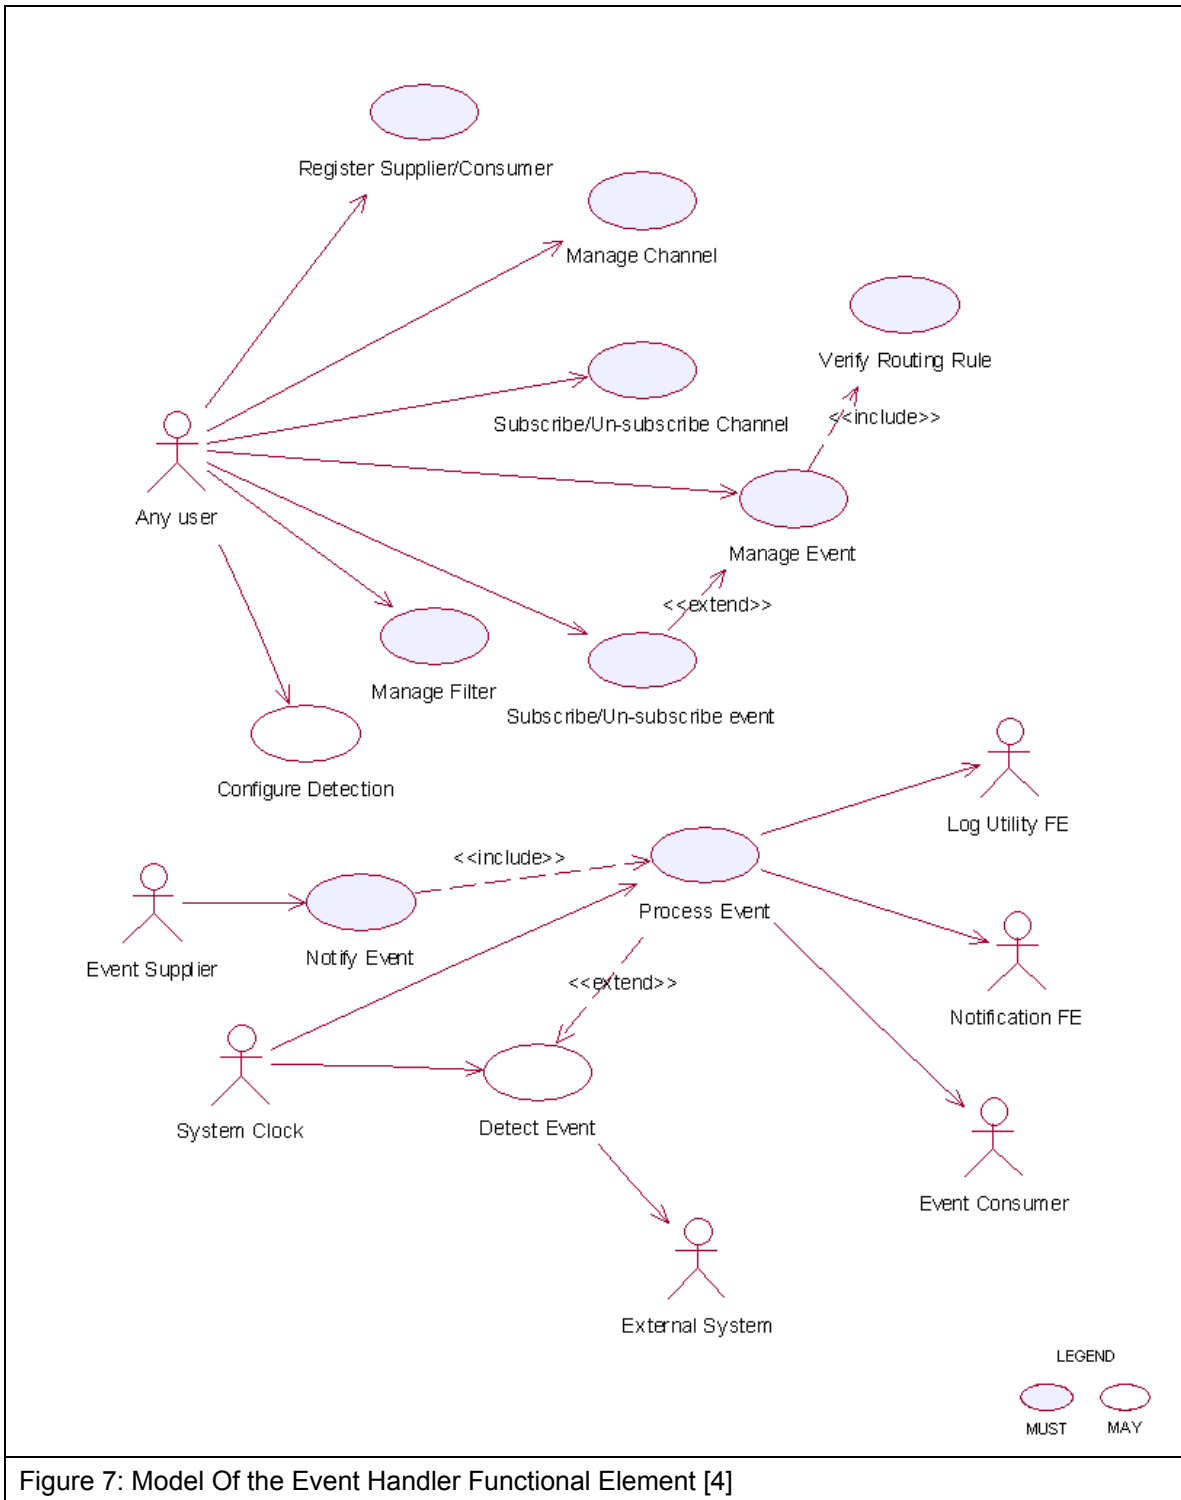 Register Supplier/Consumer
Manage Channel
Verify Routing Rule
Subscribe/Un-subscribe Channel
<<include>>
Any user
Manage Event
<<extend>>
Manage Filter
Subscribe/Un-subscribe event
Configure Detection
Log Utility FE
<<include>>
Process Event
Event Supplier
Notify Event
<<extend>>
Notification FE
System Clock
Detect Event
Event Consumer
External System
LEGEND
MUST MAY
Figure 7: Model Of the Event Handler Functional Element [4]